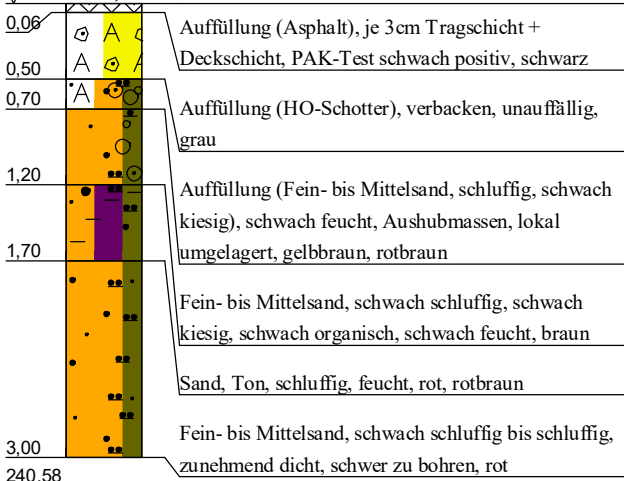 0,06
Auffüllung (Asphalt), je 3cm Tragschicht +
Deckschicht, PAK-Test schwach positiv, schwarz
A
A
A
A
0,50
0,70
A
Auffüllung (HO-Schotter), verbacken, unauffällig,
grau
1,20
Auffüllung (Fein- bis Mittelsand, schluffig, schwach
kiesig), schwach feucht, Aushubmassen, lokal
umgelagert, gelbbraun, rotbraun
1,70
Fein- bis Mittelsand, schwach schluffig, schwach
kiesig, schwach organisch, schwach feucht, braun
Sand, Ton, schluffig, feucht, rot, rotbraun
3,00
Fein- bis Mittelsand, schwach schluffig bis schluffig,
zunehmend dicht, schwer zu bohren, rot
240.58